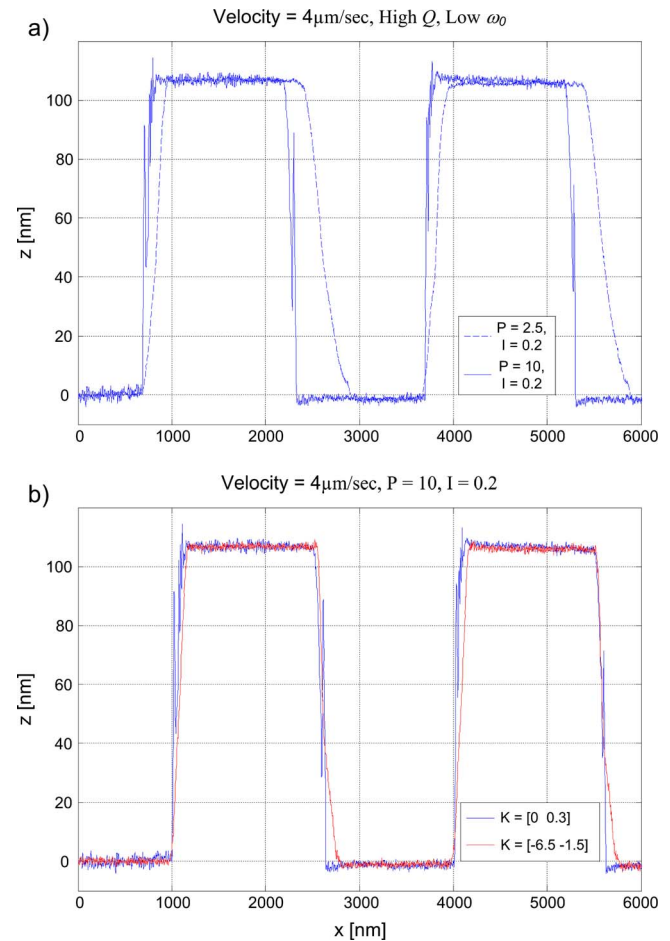 Velocity = 4µm/sec, High Q, Low ω0
a)
100
80
60
40
20
0
z [nm]
P = 2.5,
I = 0.2
P = 10,
I = 0.2
0 1000 2000 3000 4000 5000 6000
b)
Velocity = 4µm/sec, P = 10, I = 0.2
100
80
60
40
20
0
z [nm]
K = [0 0.3]
K = [-6.5 -1.5]
0 1000 2000 3000 4000 5000 6000
x [nm]